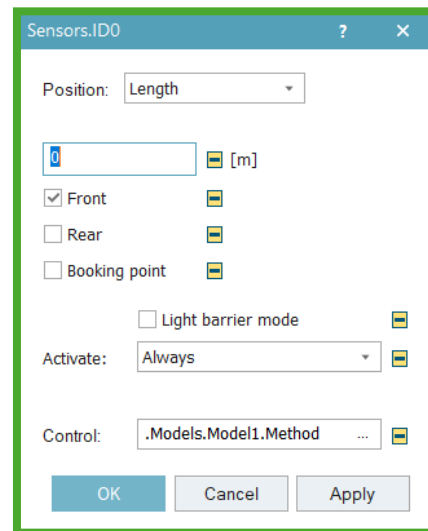 Sensors.ID0 ? ×
Position: Length
0 [m]
Front
Rear
Booking point
Light barrier mode
Activate: Always
Control: .Models.Model1.Method ...
OK Cancel Apply